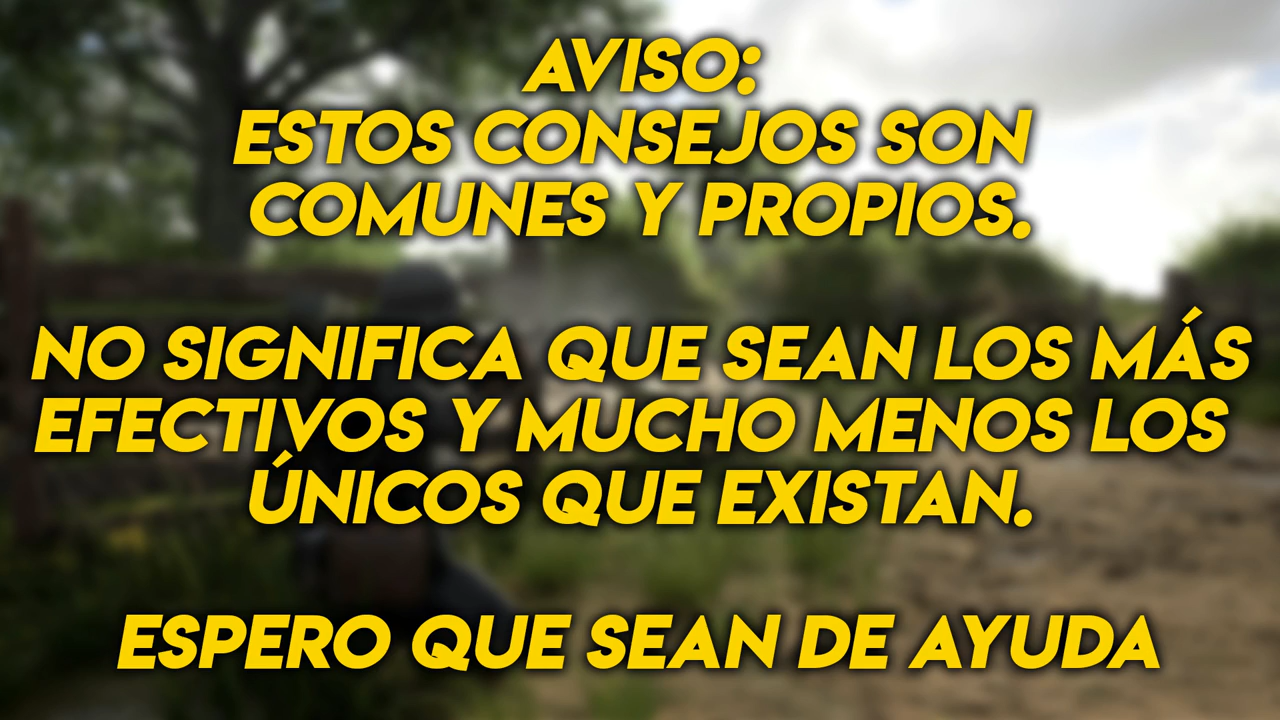 AVISO:
ESTOS CONSEJOS SON
COMUNES Y PROPIOS.
NO SIGNIFICA QUE SEAN LOS MÁS
EFECTIVOS Y MUCHO MENOS LOS
ÚNICOS QUE EXISTAN.
ESPERO QUE SEAN DE AYUDA